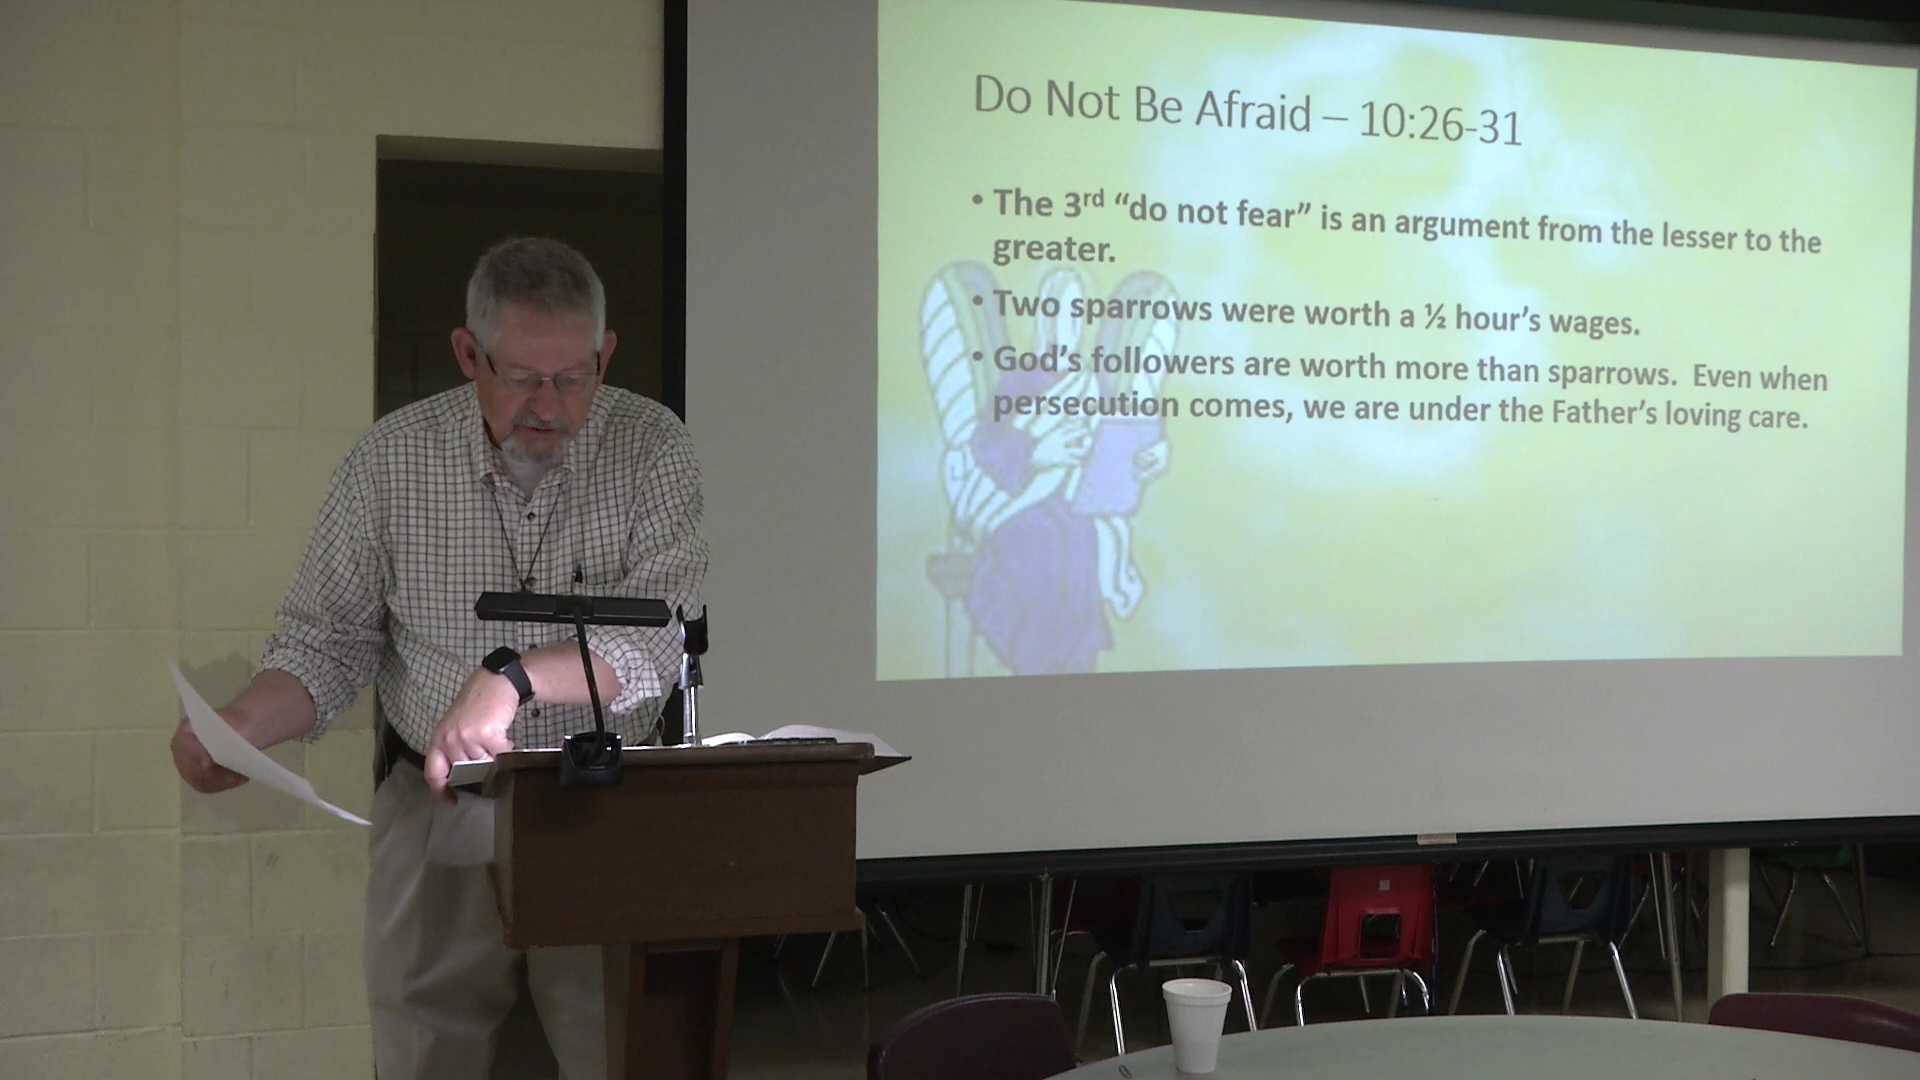 Do Not Be Afraid – 10:26-31
• The 3rd “do not fear” is an argument from the lesser to the
greater.
• Two sparrows were worth a ½ hour’s wages.
• God’s followers are worth more than sparrows.  Even when
persecution comes, we are under the Father’s loving care.